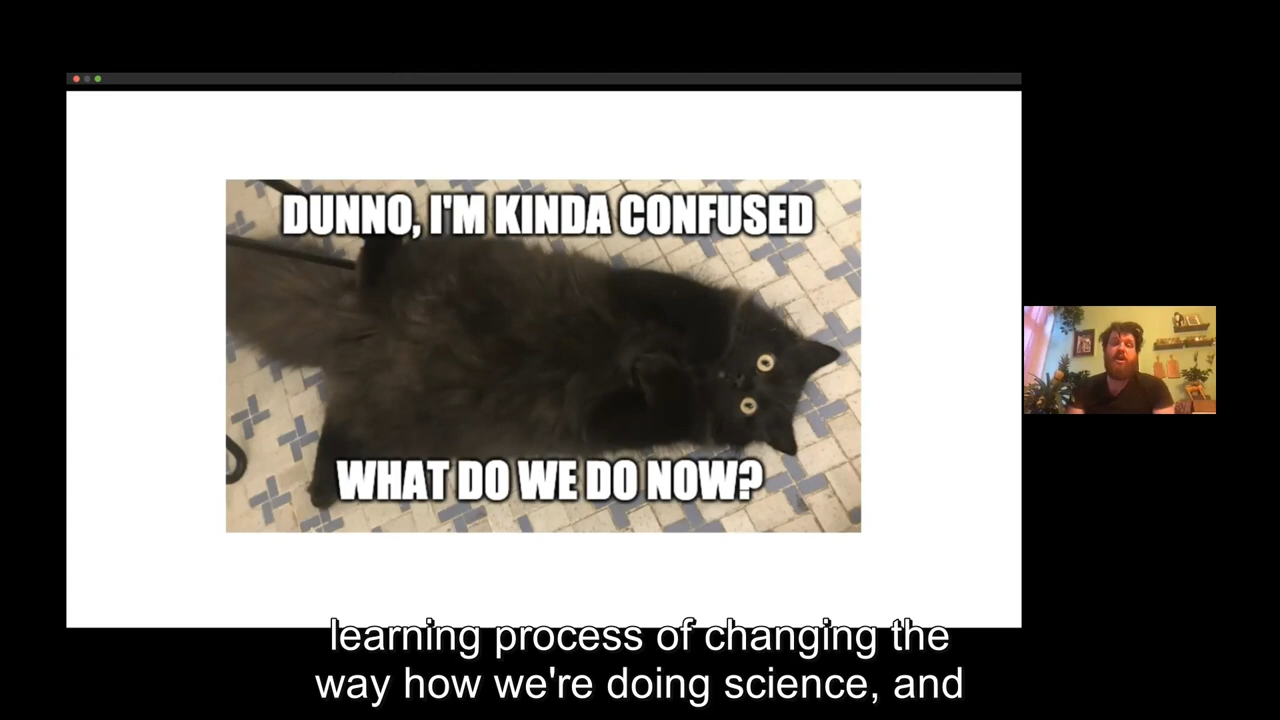 DUNNO, I'M KINDA CONFUSED
WHAT DO WE DO NOW?
learning process of changing the
way how we're doing science, and